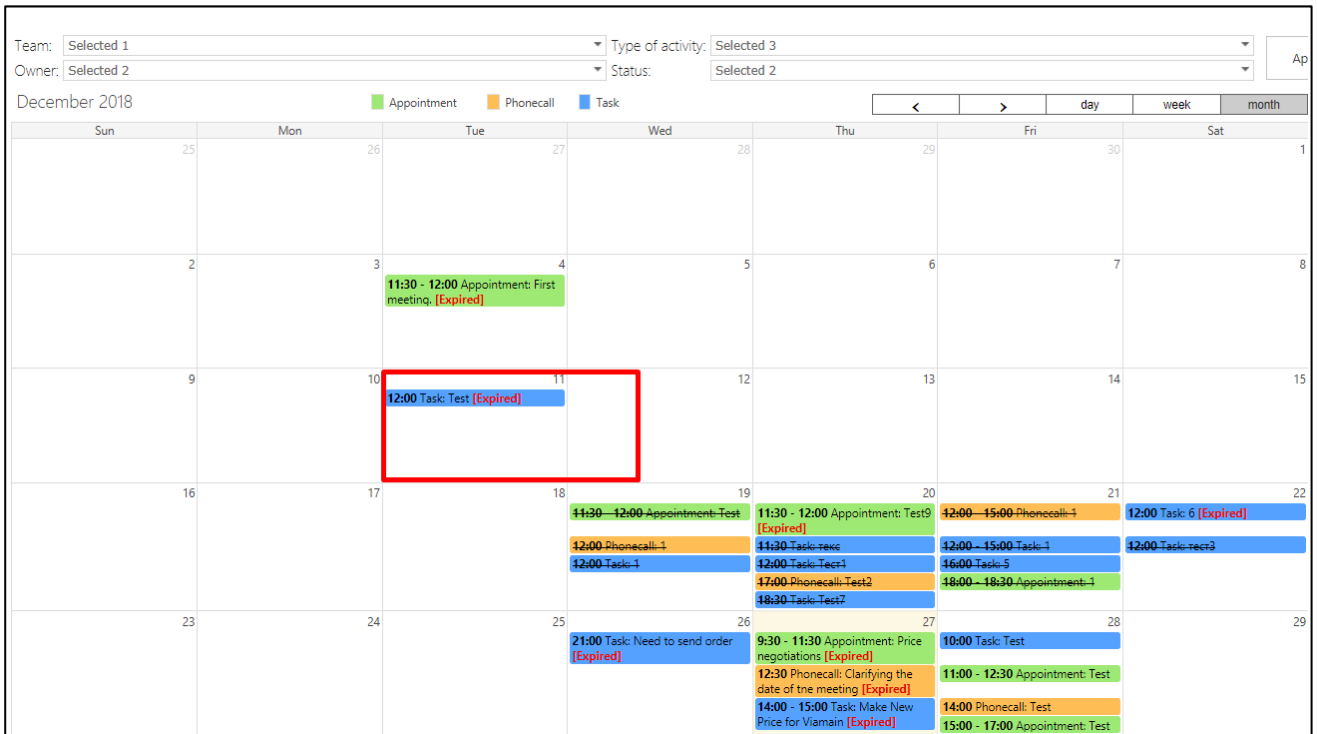 Team: Selected 1 Type of activity: Selected 3
Owner: Selected 2 Status: Selected 2
Ap
December 2018 Appointment Phonecall Task < > day week month
Sun Mon Tue Wed Thu Fri Sat
25 26 27 28 29 30 1
2 3 4 5 6 7 8
11:30 - 12:00 Appointment: First
meeting. [Expired]
9 10 11 12 13 14 15
12:00 Task: Test [Expired]
16 17 18 19 20 21 22
11:30 - 12:00 Appointment: Test
12:00 Phonecall: 1
12:00 Task: 1
11:30 - 12:00 Appointment: Test9
[Expired]
11:30 Task: текс
12:00 Task: Тест1
17:00 Phonecall: Test2
18:30 Task: Test7
12:00 - 15:00 Phonecall: 1
12:00 - 15:00 Task: 1
16:00 Task: 5
18:00 - 18:30 Appointment: 1
12:00 Task: 6 [Expired]
12:00 Task: тест3
23 24 25 26 27 28 29
21:00 Task: Need to send order
[Expired]
9:30 - 11:30 Appointment: Price
negotiations [Expired]
12:30 Phonecall: Clarifying the
date of tne meeting [Expired]
14:00 - 15:00 Task: Make New
Price for Viamain [Expired]
10:00 Task: Test
11:00 - 12:30 Appointment: Test
14:00 Phonecall: Test
15:00 - 17:00 Appointment: Test